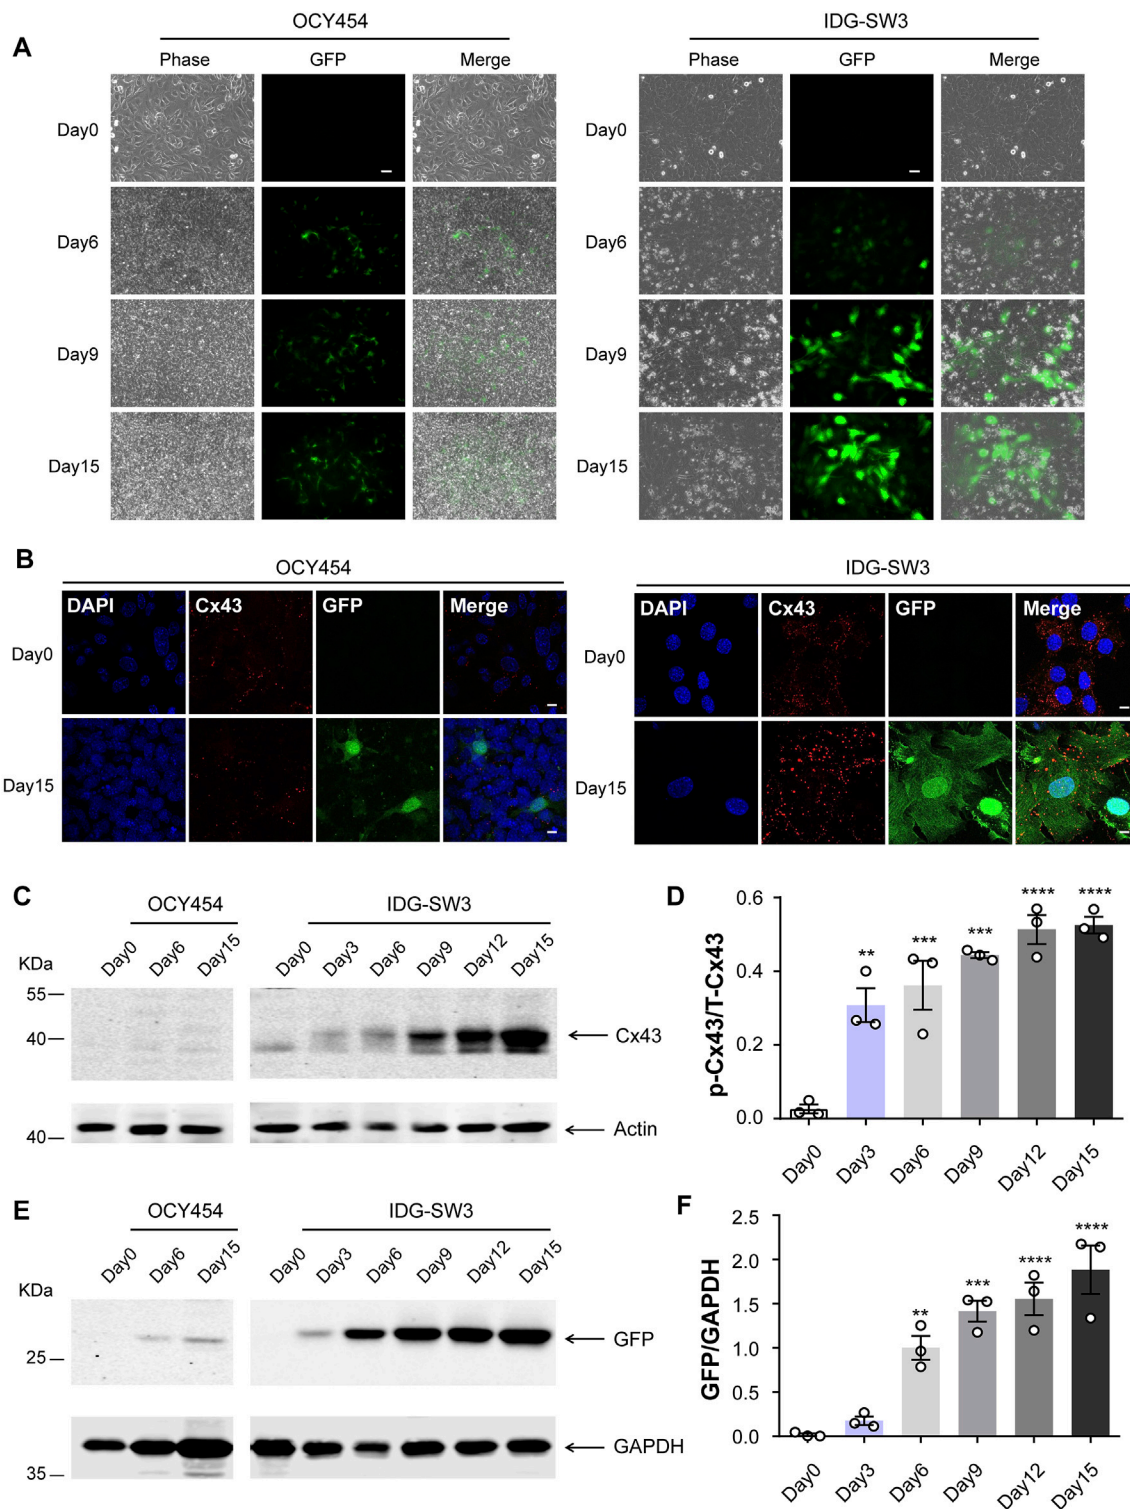 A
OCY454
IDG-SW3
Phase GFP Merge
Phase GFP Merge
Day0
Day6
Day9
Day15
Day0
Day6
Day9
Day15
B
OCY454
IDG-SW3
DAPI Cx43 GFP Merge
DAPI Cx43 GFP Merge
Day0
Day15
Day0
Day15
C
OCY454
IDG-SW3
Day0 Day6 Day15
Day0 Day3 Day6 Day9 Day12 Day15
KDa
55
40
Cx43
40
Actin
D
p-Cx43/T-Cx43
0.6
0.4
0.2
0.0
** *** *** **** ****
Day0 Day3 Day6 Day9 Day12 Day15
E
OCY454
IDG-SW3
Day0 Day6 Day15
Day0 Day3 Day6 Day9 Day12 Day15
KDa
25
GFP
35
GAPDH
F
GFP/GAPDH
2.5
2.0
1.5
1.0
0.5
0.0
** *** **** ****
Day0 Day3 Day6 Day9 Day12 Day15